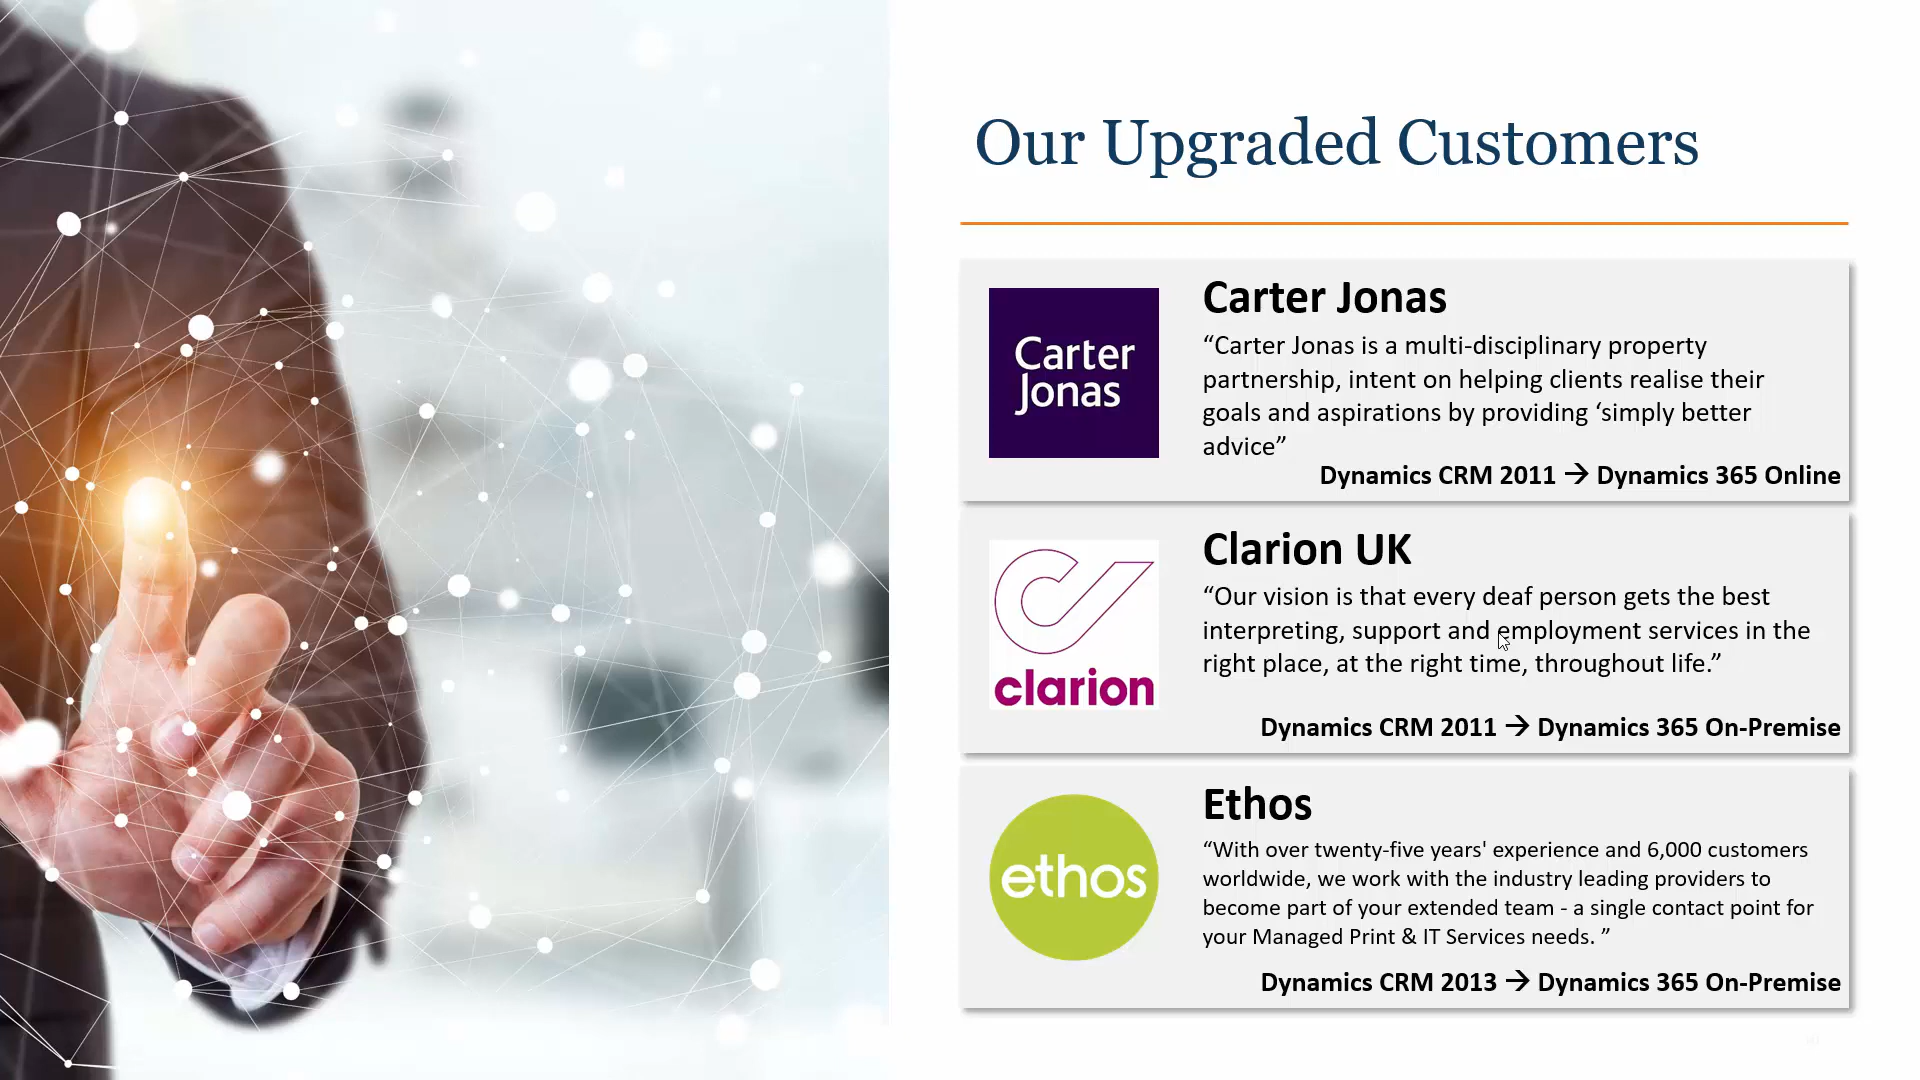 Our Upgraded Customers
Carter
Jonas
Carter Jonas
“Carter Jonas is a multi-disciplinary property
partnership, intent on helping clients realise their
goals and aspirations by providing ‘simply better
advice”
Dynamics CRM 2011 → Dynamics 365 Online
clarion
Clarion UK
“Our vision is that every deaf person gets the best
interpreting, support and employment services in the
right place, at the right time, throughout life.”
Dynamics CRM 2011 → Dynamics 365 On-Premise
ethos
Ethos
“With over twenty-five years' experience and 6,000 customers
worldwide, we work with the industry leading providers to
become part of your extended team - a single contact point for
your Managed Print & IT Services needs. ”
Dynamics CRM 2013 → Dynamics 365 On-Premise